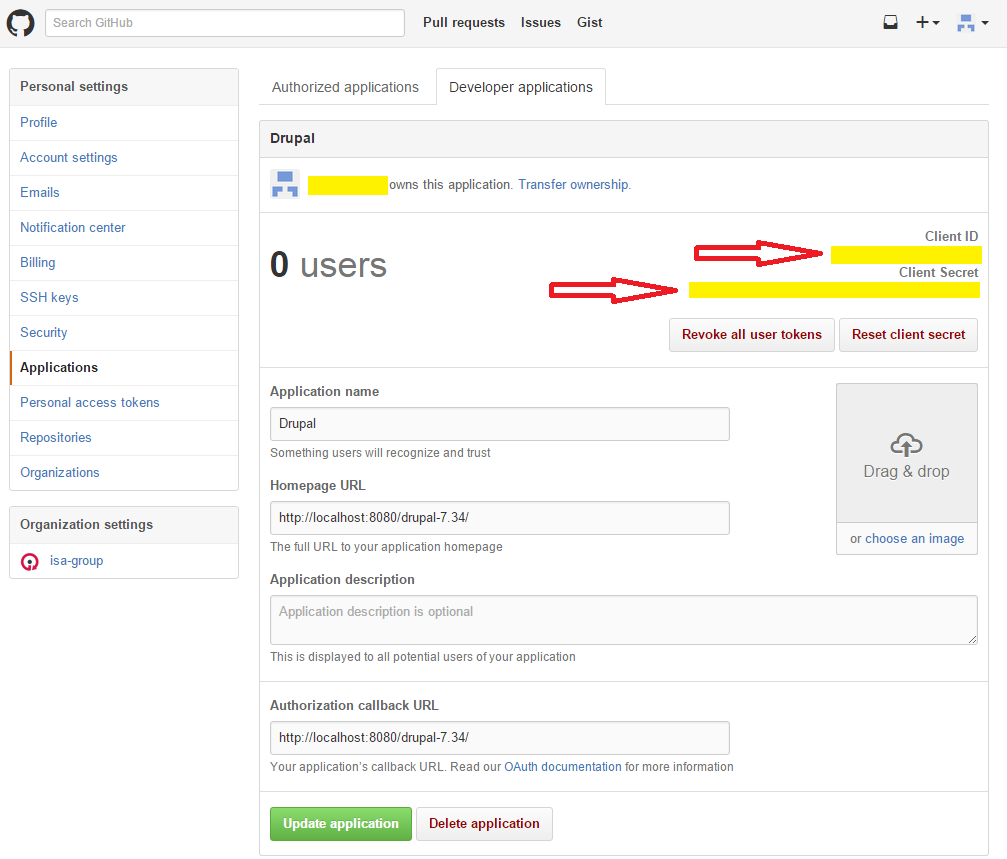 Search GitHub
Pull requests Issues Gist
Personal settings
Profile
Account settings
Emails
Notification center
Billing
SSH keys
Security
Applications
Personal access tokens
Repositories
Organizations
Organization settings
isa-group
Authorized applications
Developer applications
Drupal
owns this application. Transfer ownership.
0 users
Client ID
Client Secret
Revoke all user tokens
Reset client secret
Application name
Drupal
Something users will recognize and trust
Homepage URL
http://localhost:8080/drupal-7.34/
The full URL to your application homepage
Drag & drop
or choose an image
Application description
Application description is optional
This is displayed to all potential users of your application
Authorization callback URL
http://localhost:8080/drupal-7.34/
Your application's callback URL. Read our OAuth documentation for more information
Update application
Delete application